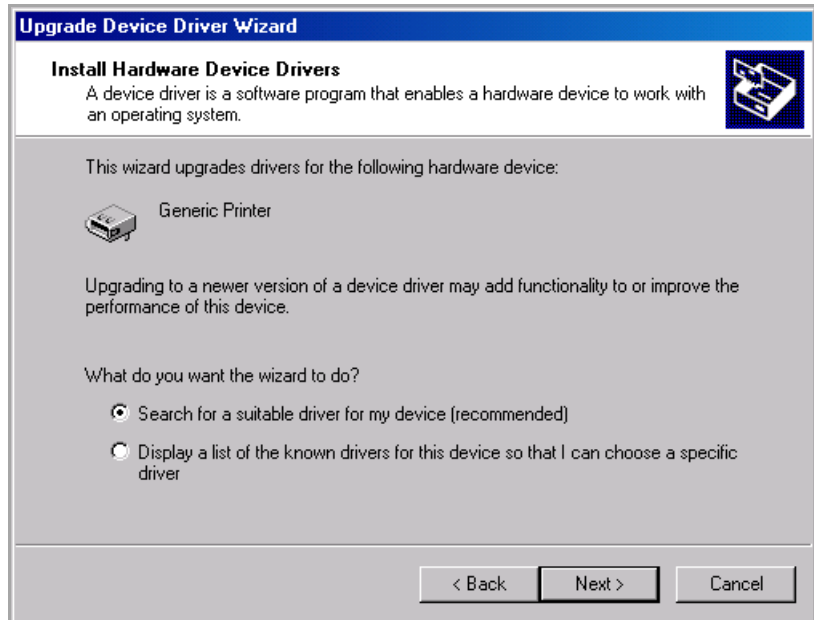 Upgrade Device Driver Wizard
Install Hardware Device Drivers
A device driver is a software program that enables a hardware device to work with
an operating system.
This wizard upgrades drivers for the following hardware device:
Generic Printer
Upgrading to a newer version of a device driver may add functionality to or improve the
performance of this device.
What do you want the wizard to do?
Search for a suitable driver for my device (recommended)
Display a list of the known drivers for this device so that I can choose a specific
driver
< Back
Next >
Cancel